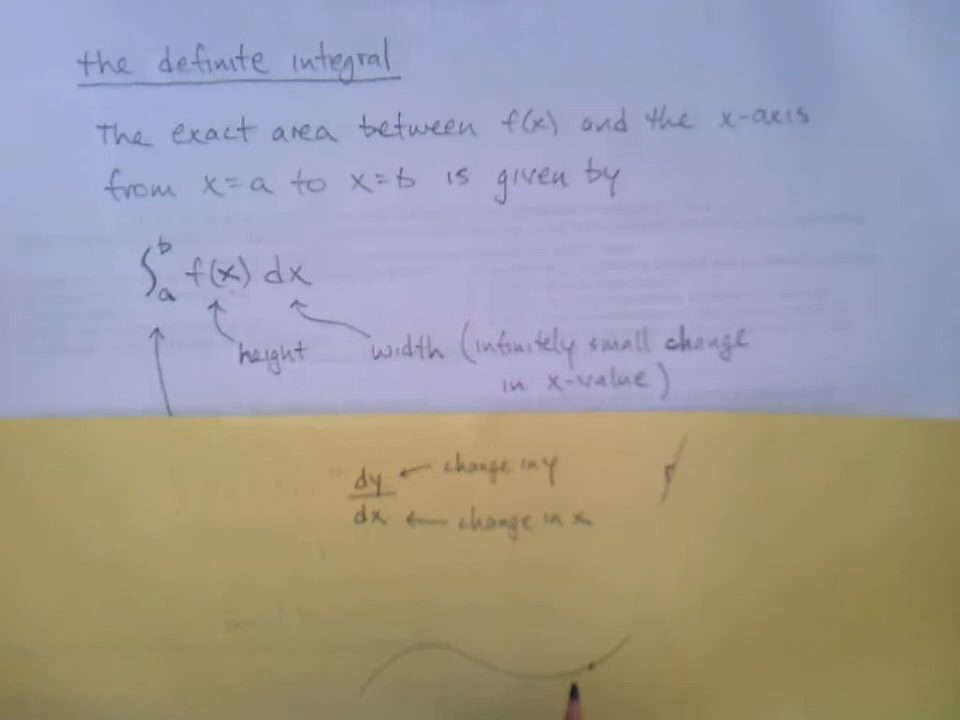 the definite integral
The exact area between f(x) and the x-axis
from x=a to x=b is given by
∫_a^b f(x) dx
height
width (infinitely small change
in x-value)
dy ← change in y
dx ← change in x